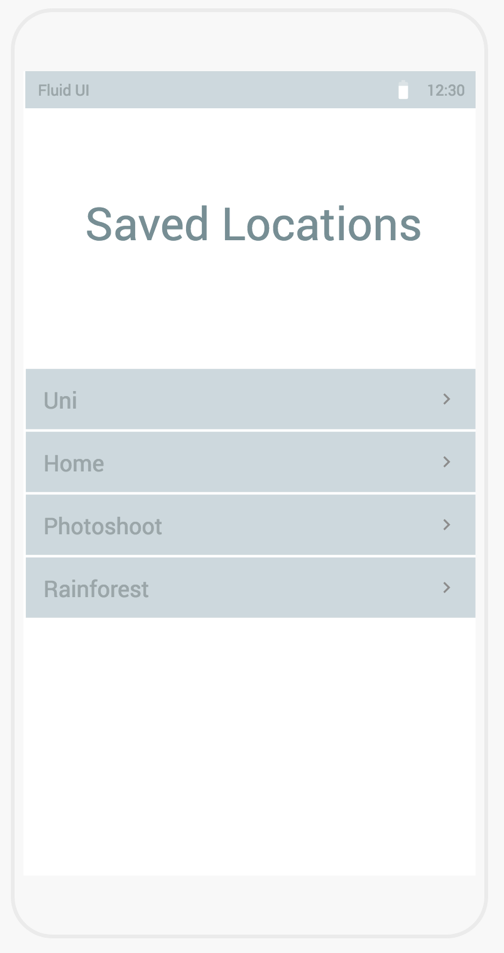 Fluid UI 12:30
Saved Locations
Uni
Home
Photoshoot
Rainforest